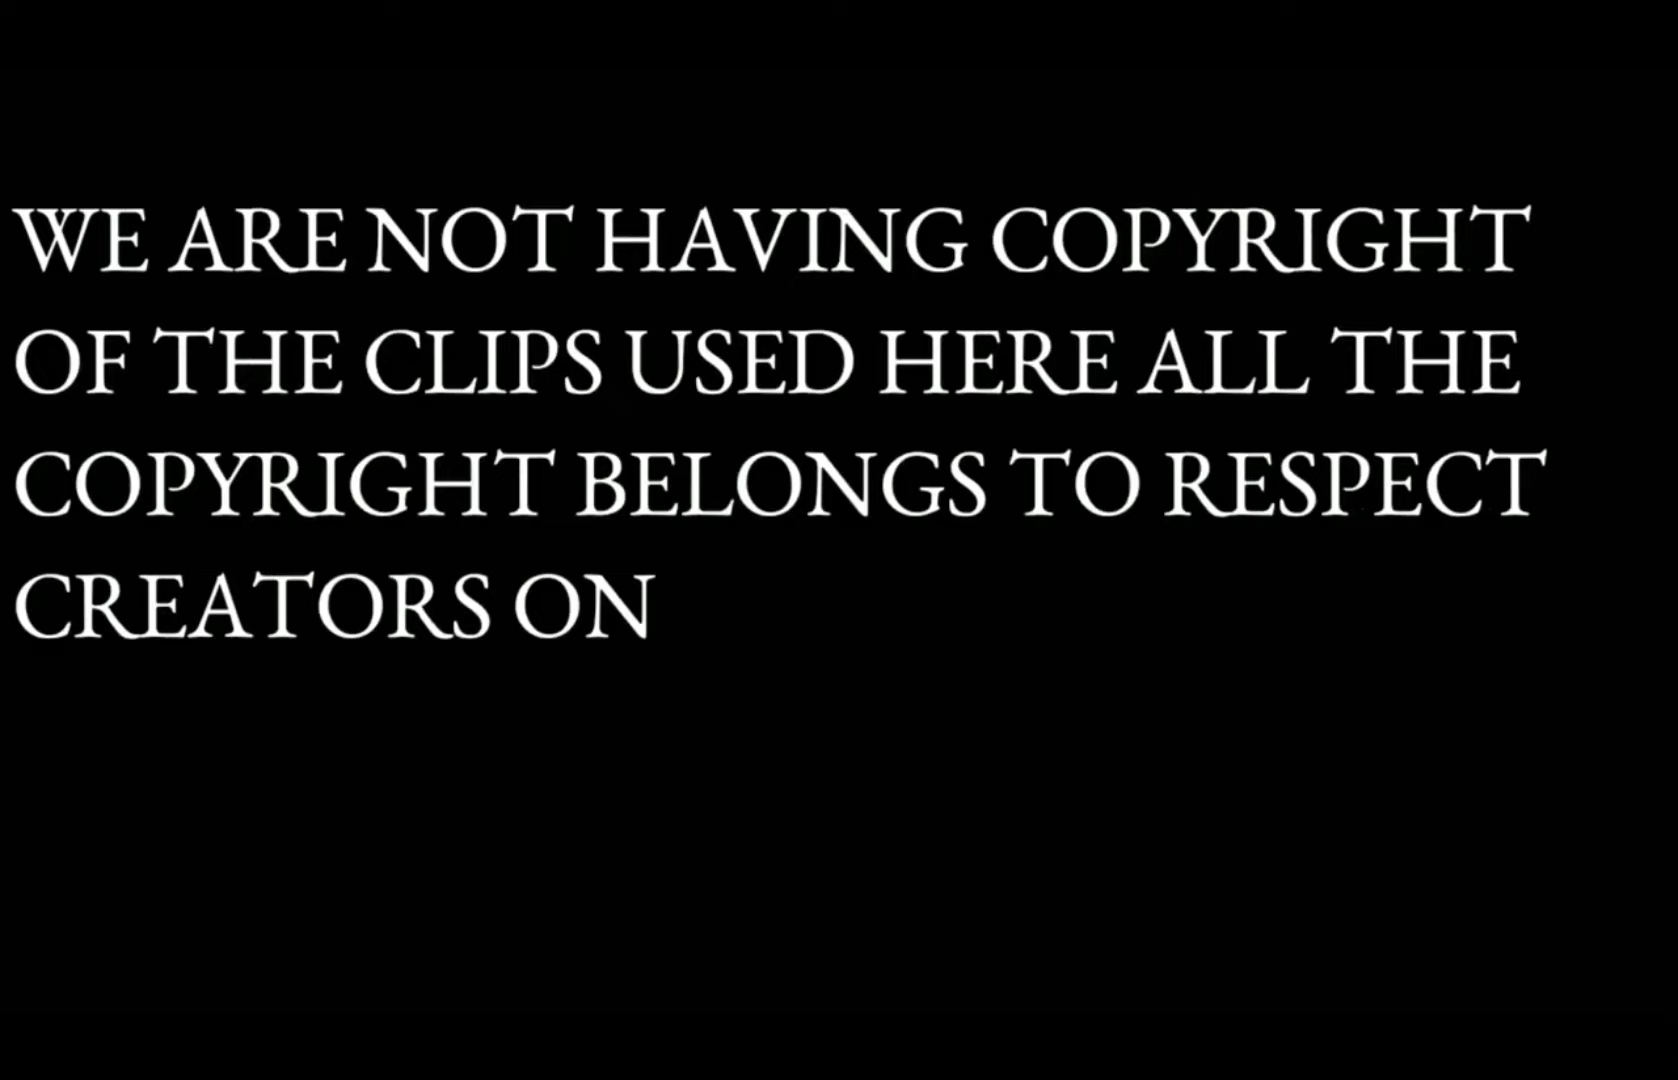 WE ARE NOT HAVING COPYRIGHT
OF THE CLIPS USED HERE ALL THE
COPYRIGHT BELONGS TO RESPECT
CREATORS ON